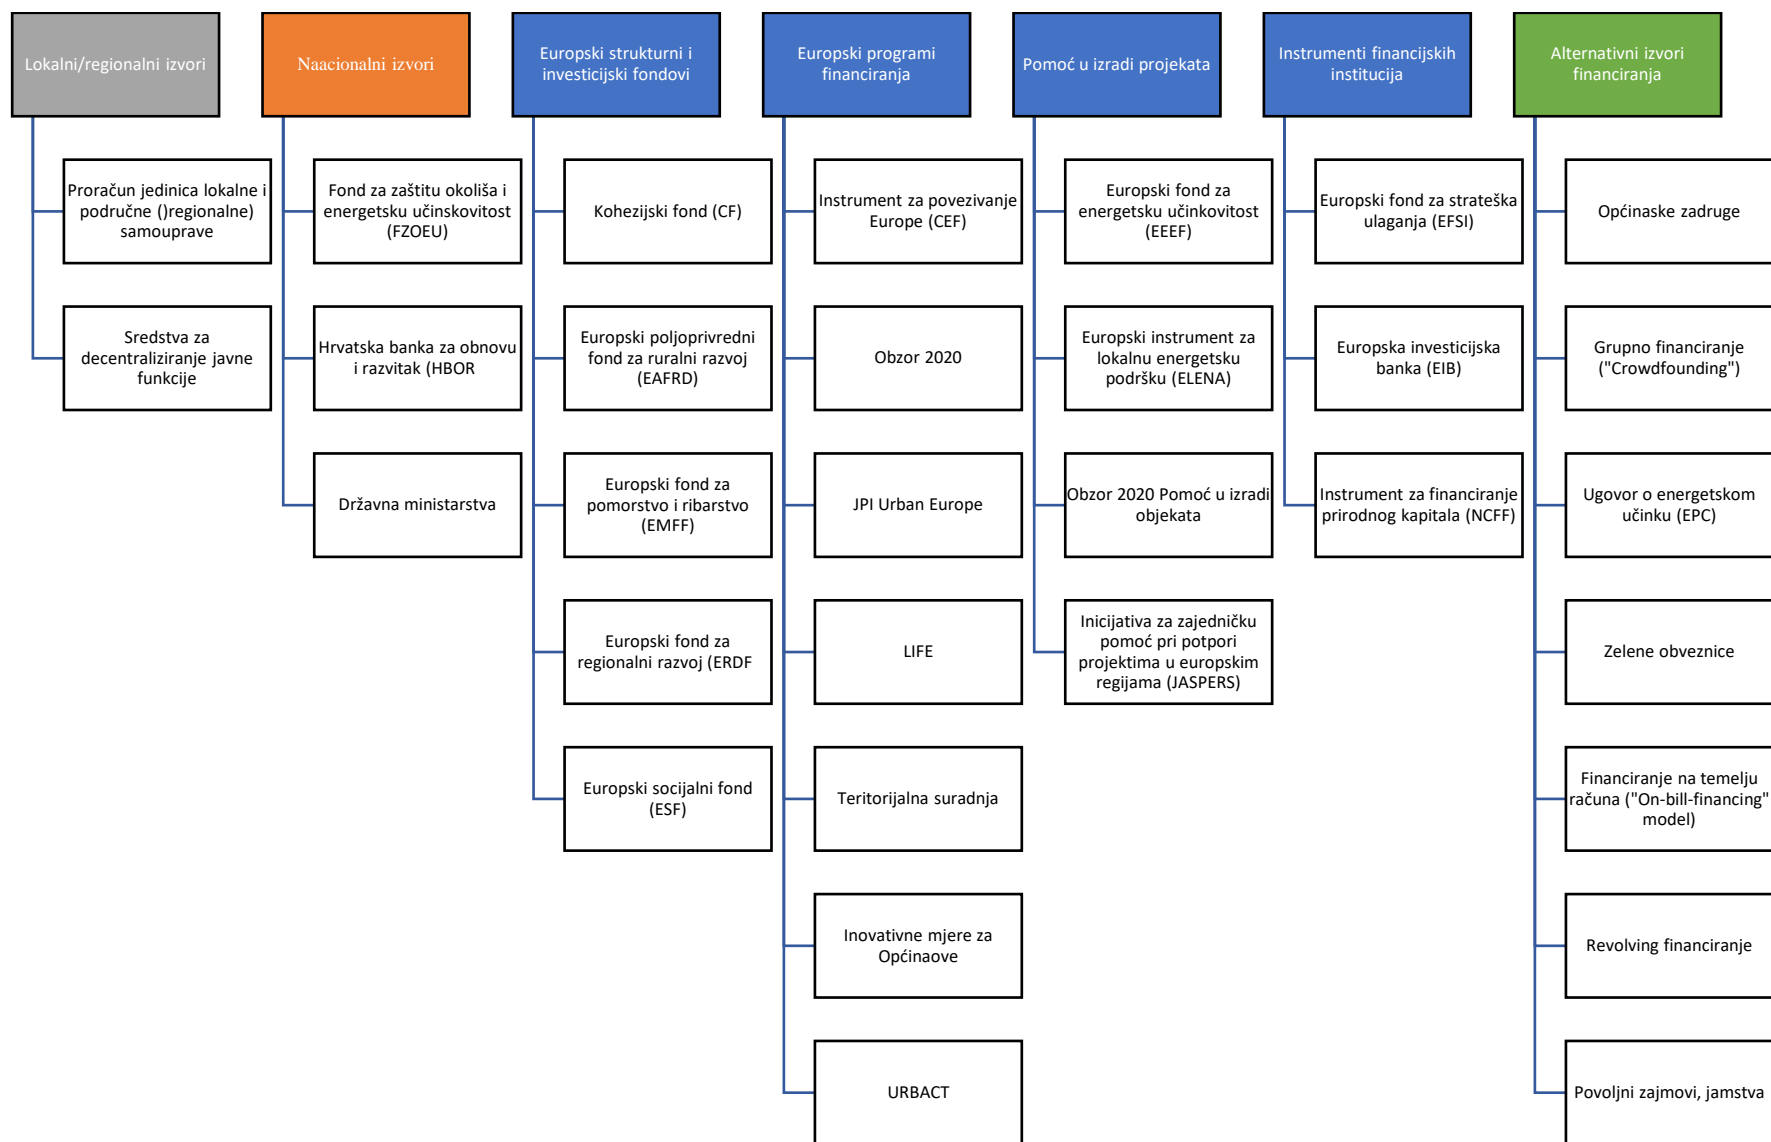 Lokalni/regionalni izvori
Proračun jedinica lokalne i
područne ()regionalne)
samouprave
Sredstva za
decentraliziranje javne
funkcije
Naacionalni izvori
Fond za zaštitu okoliša i
energetsku učinskovitost
(FZOEU)
Hrvatska banka za obnovu
i razvitak (HBOR
Državna ministarstva
Europski strukturni i
investicijski fondovi
Kohezijski fond (CF)
Europski poljoprivredni
fond za ruralni razvoj
(EAFRD)
Europski fond za
pomorstvo i ribarstvo
(EMFF)
Europski fond za
regionalni razvoj (ERDF
Europski socijalni fond
(ESF)
Europski programi
financiranja
Instrument za povezivanje
Europe (CEF)
Obzor 2020
JPI Urban Europe
LIFE
Teritorijalna suradnja
Inovativne mjere za
Općinaove
URBACT
Pomoć u izradi projekata
Europski fond za
energetsku učinkovitost
(EEEF)
Europski instrument za
lokalnu energetsku
podršku (ELENA)
Obzor 2020 Pomoć u izradi
objekata
Inicijativa za zajedničku
pomoć pri potpori
projektima u europskim
regijama (JASPERS)
Instrumenti financijskih
institucija
Europski fond za strateška
ulaganja (EFSI)
Europska investicijska
banka (EIB)
Instrument za financiranje
prirodnog kapitala (NCFF)
Alternativni izvori
financiranja
Općinaske zadruge
Grupno financiranje
("Crowdfounding")
Ugovor o energetskom
učinku (EPC)
Zelene obveznice
Financiranje na temelju
računa ("On-bill-financing"
model)
Revolving financiranje
Povoljni zajmovi, jamstva